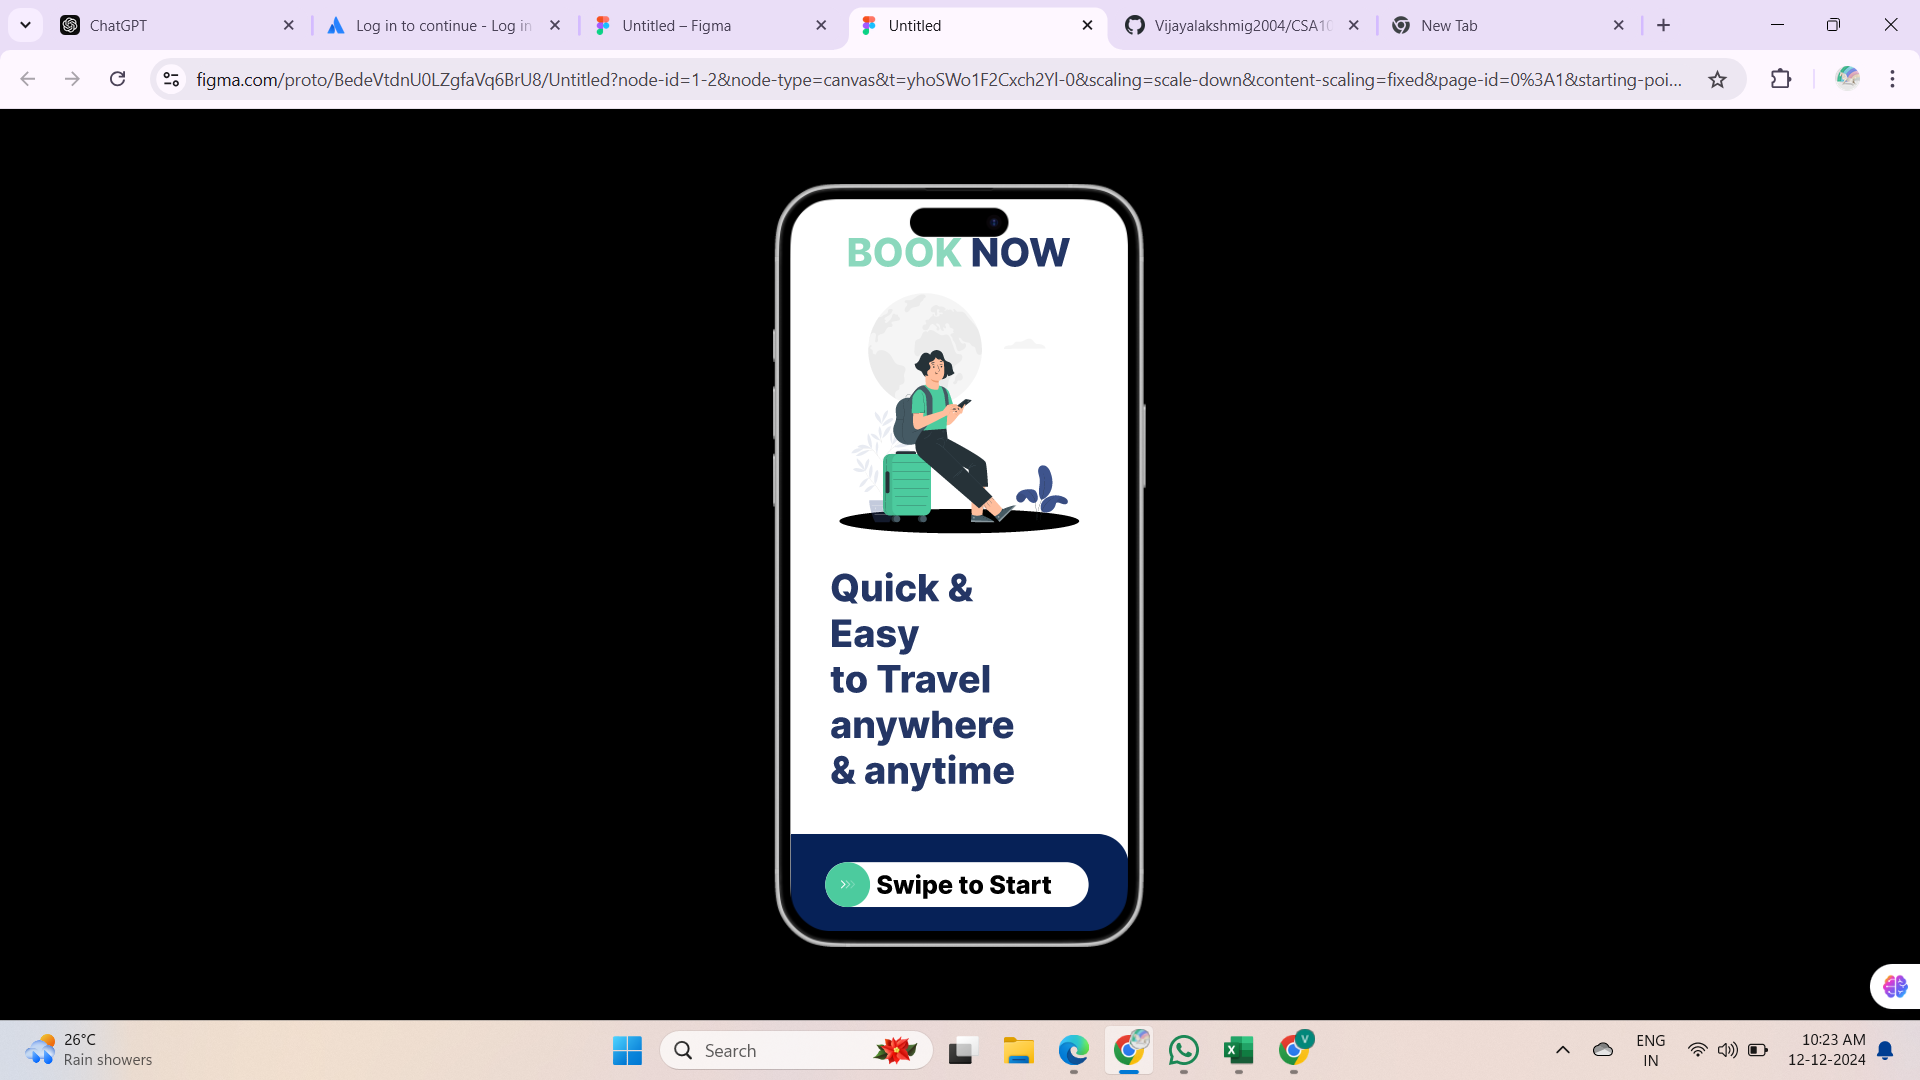 ChatGPT
Log in to continue - Log in
Untitled – Figma
Untitled
Vijayalakshmig2004/CSA10
New Tab
figma.com/proto/BedeVtdnU0LZgfaVq6BrU8/Untitled?node-id=1-2&node-type=canvas&t=yhoSWo1F2Cxch2Yl-0&scaling=scale-down&content-scaling=fixed&page-id=0%3A1&starting-poi...
BOOK NOW
Quick &
Easy
to Travel
anywhere
& anytime
Swipe to Start
26°C
Rain showers
Search
V
ENG
IN
10:23 AM
12-12-2024